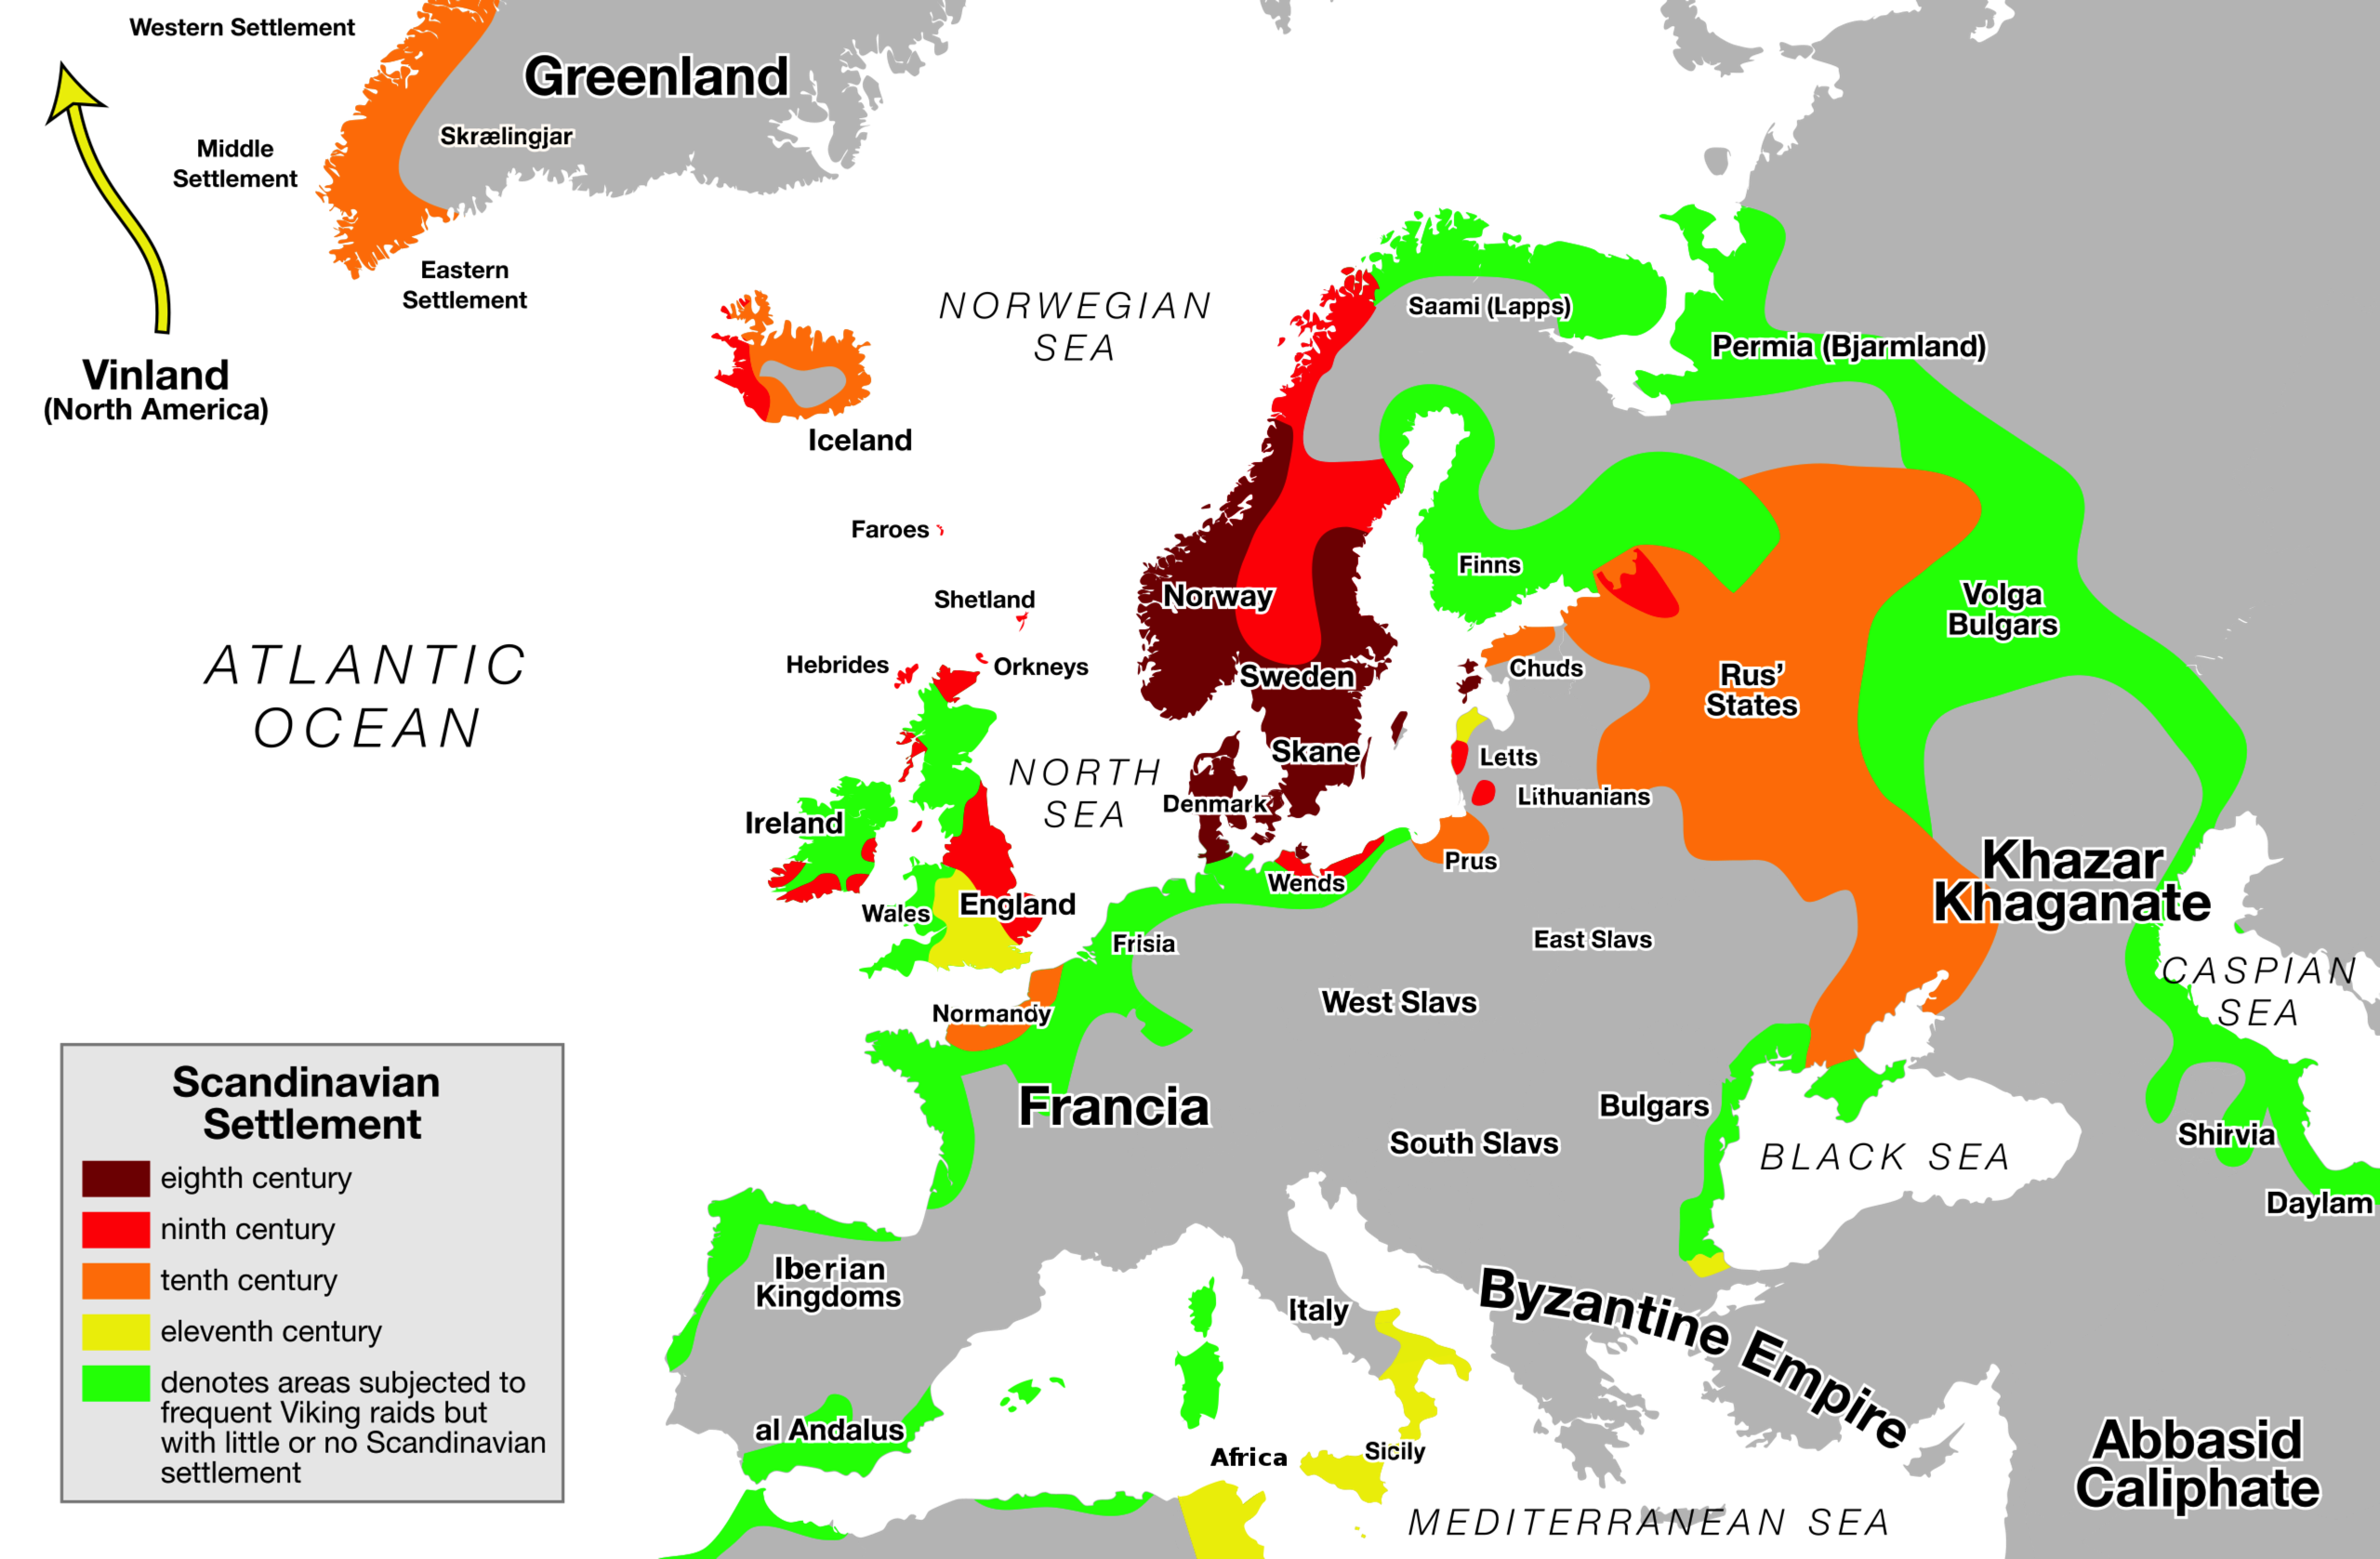 Western Settlement
Greenland
Skrælingjar
Middle
Settlement
Eastern
Settlement
Vinland
(North America)
NORWEGIAN
SEA
Iceland
Saami (Lapps)
Permia (Bjarmland)
Faroes
Shetland
Hebrides
Orkneys
ATLANTIC
OCEAN
Norway
Sweden
Finns
Chuds
Rus’
States
Volga
Bulgars
NORTH
SEA
Skane
Denmark
Letts
Lithuanians
Ireland
Prus
Wends
Wales
England
Khazar
Khaganate
Frisia
East Slavs
CASPIAN
SEA
Normandy
West Slavs
Francia
Bulgars
South Slavs
BLACK SEA
Shirvia
Daylam
Iberian
Kingdoms
Italy
Byzantine Empire
al Andalus
Africa
Sicily
Abbasid
Caliphate
MEDITERRANEAN SEA
Scandinavian
Settlement
eighth century
ninth century
tenth century
eleventh century
denotes areas subjected to
frequent Viking raids but
with little or no Scandinavian
settlement